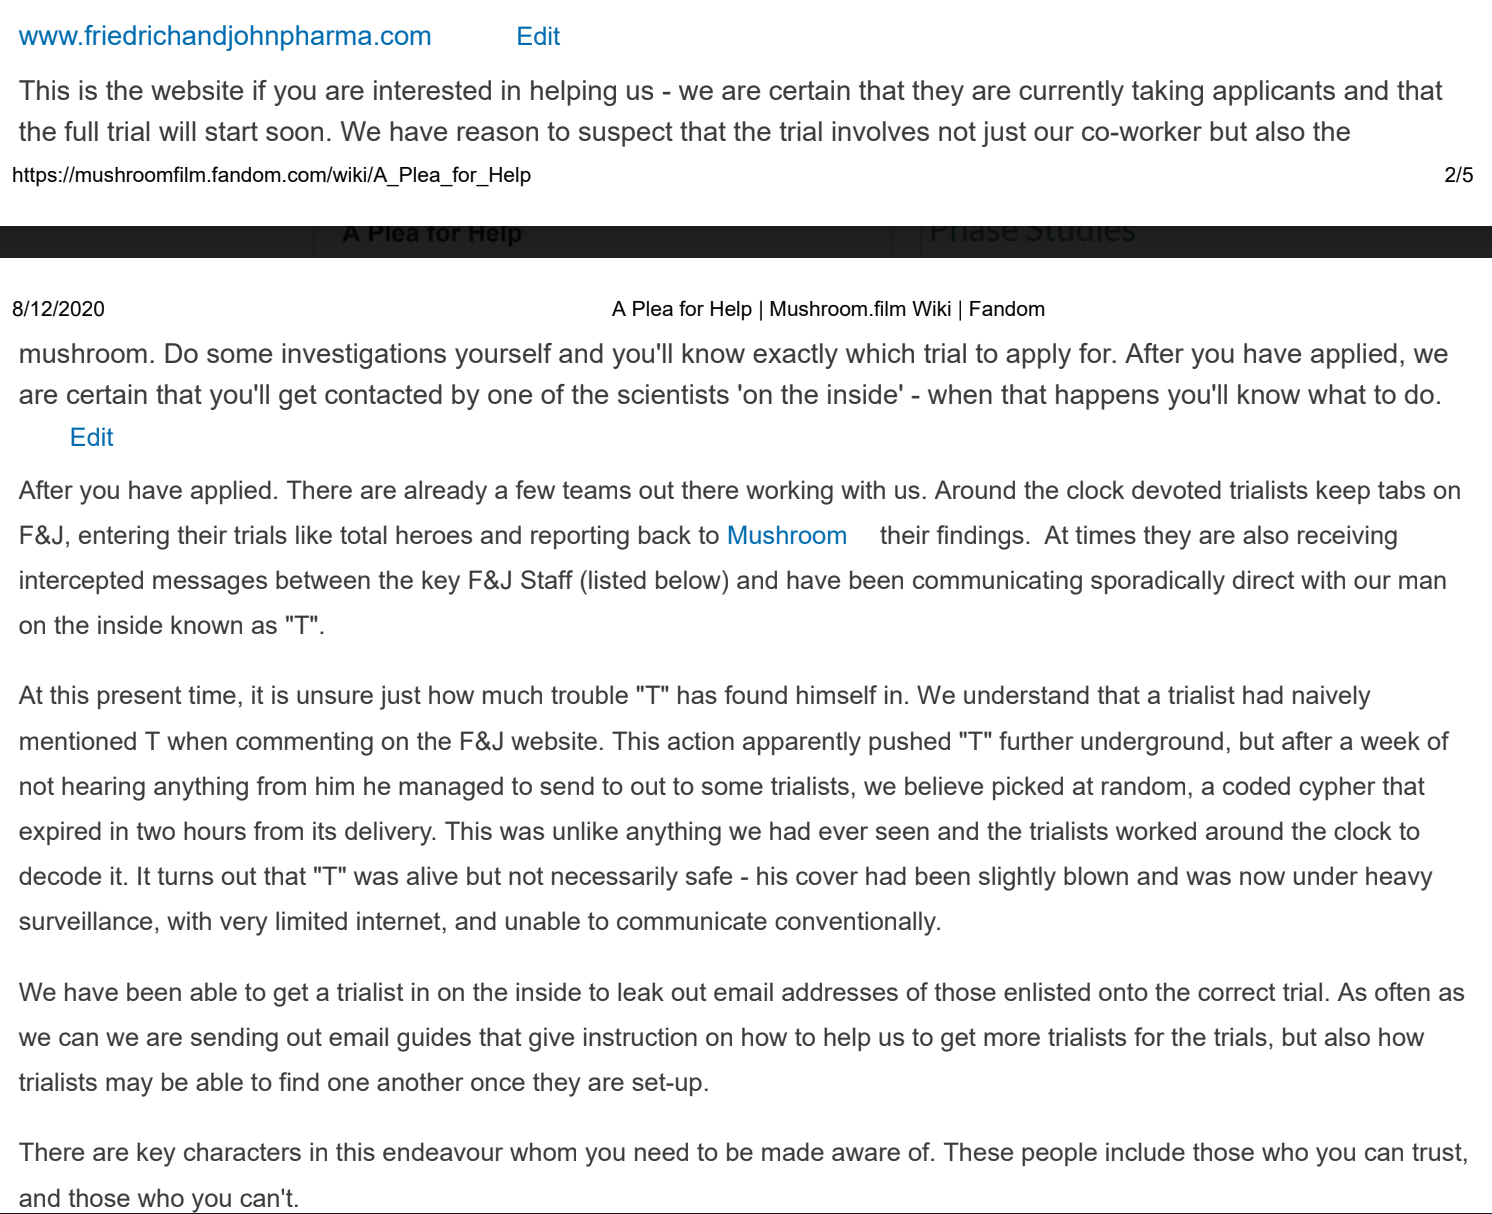 www.friedrichandjohnpharma.com Edit
This is the website if you are interested in helping us - we are certain that they are currently taking applicants and that
the full trial will start soon. We have reason to suspect that the trial involves not just our co-worker but also the
https://mushroomfilm.fandom.com/wiki/A_Plea_for_Help 2/5
A Plea for Help Phase Studies
8/12/2020 A Plea for Help | Mushroom.film Wiki | Fandom
mushroom. Do some investigations yourself and you'll know exactly which trial to apply for. After you have applied, we
are certain that you'll get contacted by one of the scientists 'on the inside' - when that happens you'll know what to do.
Edit
After you have applied. There are already a few teams out there working with us. Around the clock devoted trialists keep tabs on
F&J, entering their trials like total heroes and reporting back to Mushroom their findings. At times they are also receiving
intercepted messages between the key F&J Staff (listed below) and have been communicating sporadically direct with our man
on the inside known as "T".
At this present time, it is unsure just how much trouble "T" has found himself in. We understand that a trialist had naively
mentioned T when commenting on the F&J website. This action apparently pushed "T" further underground, but after a week of
not hearing anything from him he managed to send to out to some trialists, we believe picked at random, a coded cypher that
expired in two hours from its delivery. This was unlike anything we had ever seen and the trialists worked around the clock to
decode it. It turns out that "T" was alive but not necessarily safe - his cover had been slightly blown and was now under heavy
surveillance, with very limited internet, and unable to communicate conventionally.
We have been able to get a trialist in on the inside to leak out email addresses of those enlisted onto the correct trial. As often as
we can we are sending out email guides that give instruction on how to help us to get more trialists for the trials, but also how
trialists may be able to find one another once they are set-up.
There are key characters in this endeavour whom you need to be made aware of. These people include those who you can trust,
and those who you can't.